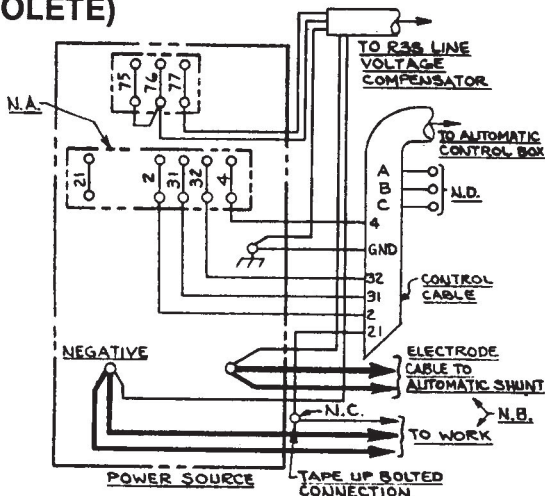 OLETE)
TO R3S LINE
VOLTAGE
COMPENSATOR
75 76 77
N.A.
TO AUTOMATIC
CONTROL BOX
21 2 31 32 4
A
B
C
N.D.
4
GND
32
31
2
21
CONTROL
CABLE
NEGATIVE
ELECTRODE
CABLE TO
AUTOMATIC SHUNT
N.C.
N.B.
TO WORK
POWER SOURCE
TAPE UP BOLTED
CONNECTION